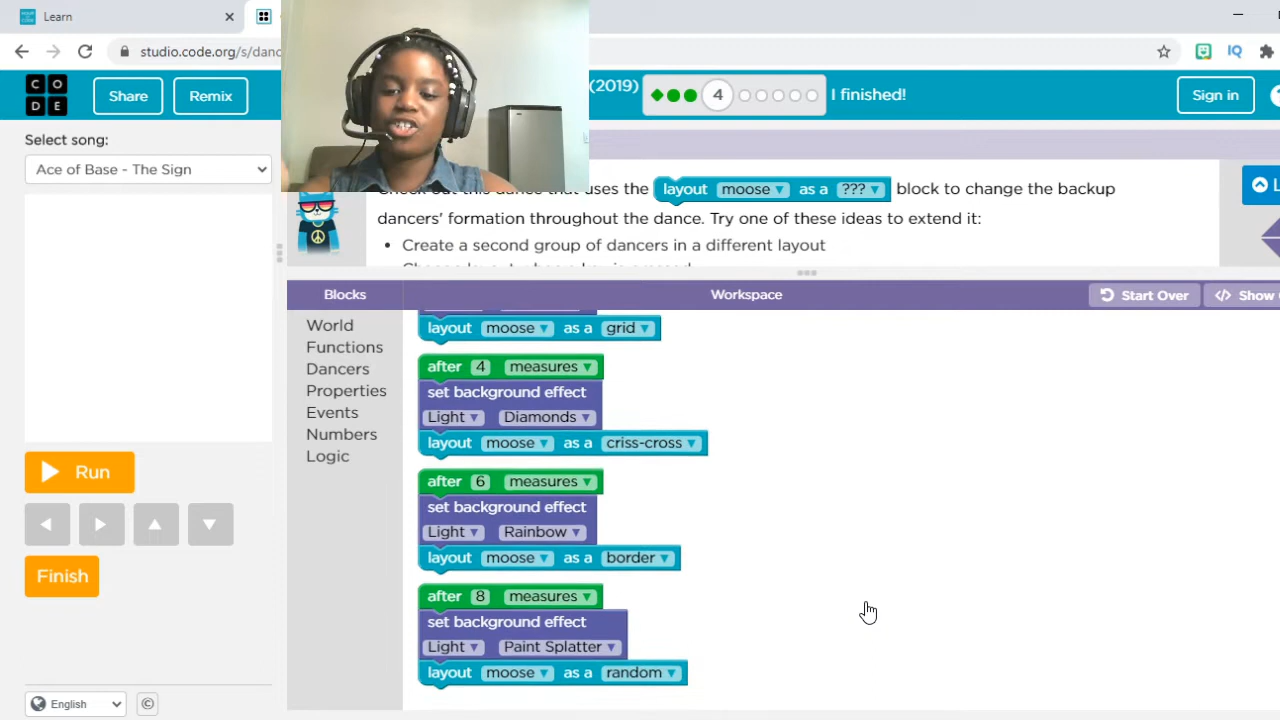 Learn
studio.code.org/s/danc
IQ
CODE
Share
Remix
(2019)
4
I finished!
Sign in
Select song:
Ace of Base - The Sign
layout moose as a ??? block to change the backup
dancers' formation throughout the dance. Try one of these ideas to extend it:
• Create a second group of dancers in a different layout
Blocks
Workspace
Start Over
Show
World
Functions
Dancers
Properties
Events
Numbers
Logic
layout moose as a grid
after 4 measures
set background effect
Light Diamonds
layout moose as a criss-cross
after 6 measures
set background effect
Light Rainbow
layout moose as a border
after 8 measures
set background effect
Light Paint Splatter
layout moose as a random
Run
Finish
English
©